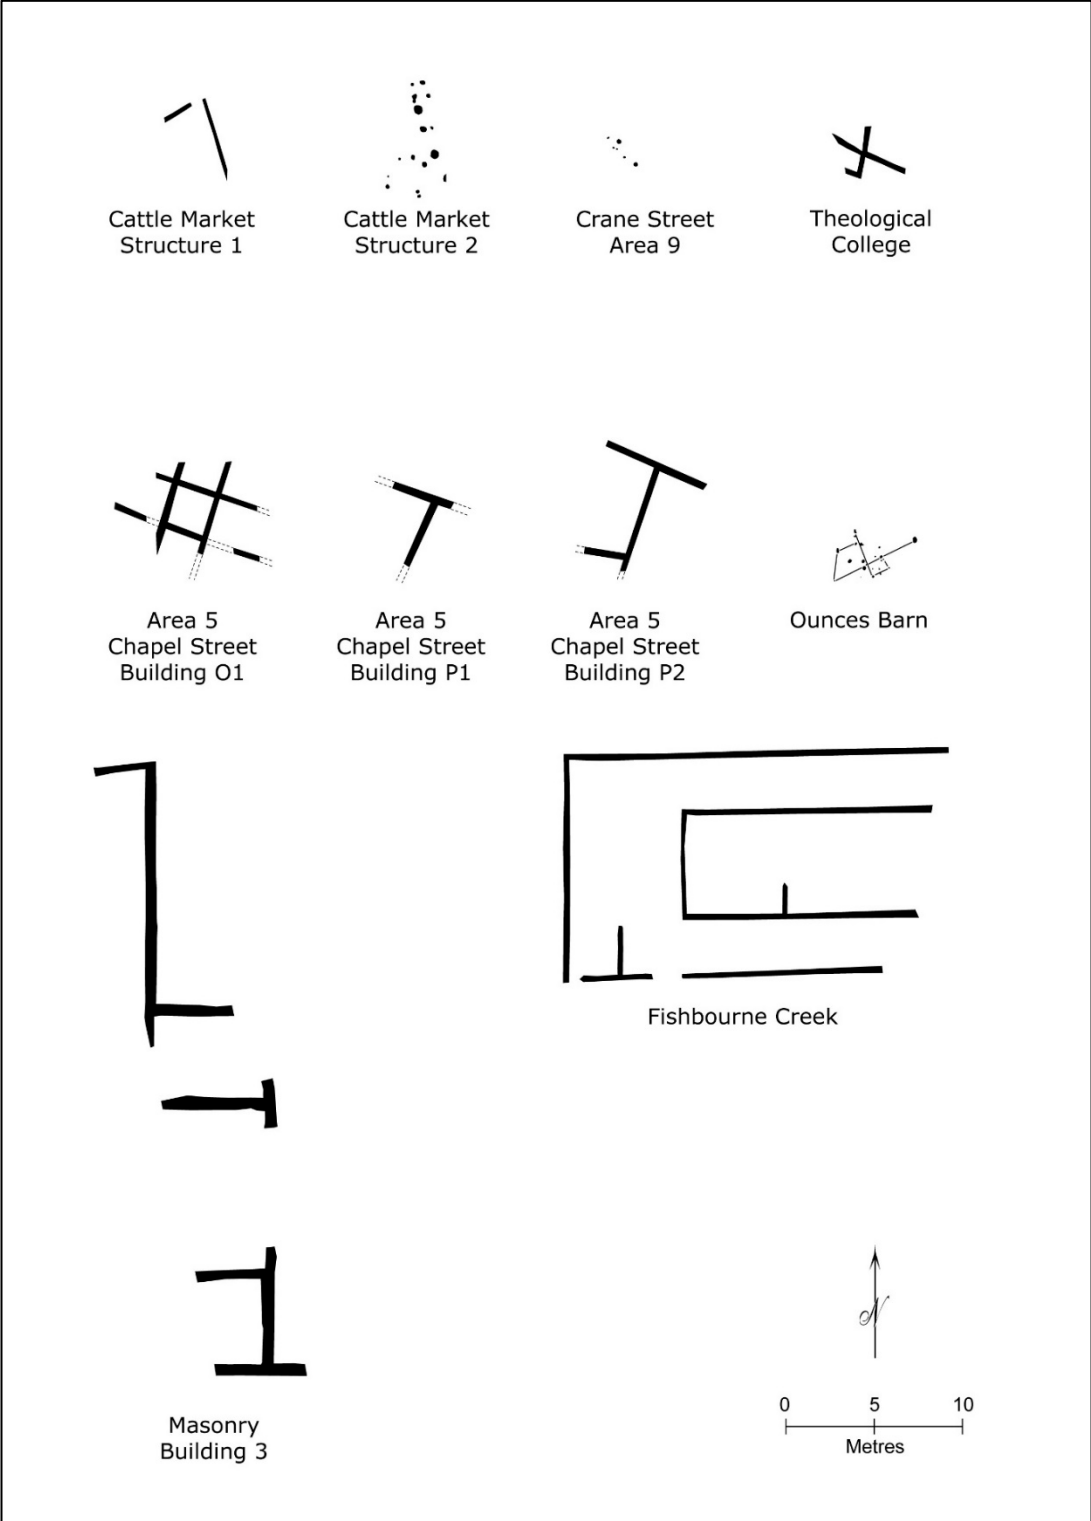 Cattle Market
Structure 1
Cattle Market
Structure 2
Crane Street
Area 9
Theological
College
Area 5
Chapel Street
Building O1
Area 5
Chapel Street
Building P1
Area 5
Chapel Street
Building P2
Ounces Barn
Fishbourne Creek
Masonry
Building 3
N
0 5 10
Metres